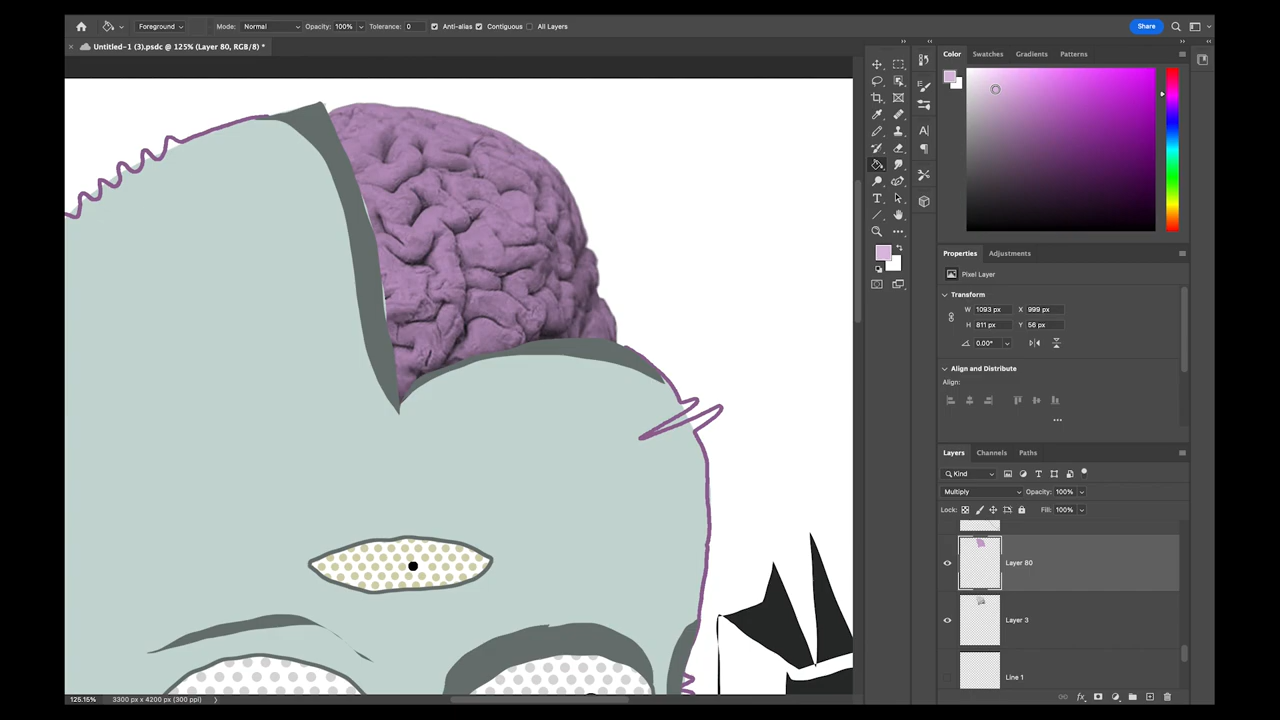 Foreground Mode: Normal Opacity: 100% Tolerance: 0 Anti-alias Contiguous All Layers Share
× Untitled-1 (3).psdc @ 125% (Layer 80, RGB/8) *
Color Swatches Gradients Patterns
Properties Adjustments
Pixel Layer
Transform
W 1093 px X 999 px
H 811 px Y 56 px
0.00°
Align and Distribute
Align:
•••
Layers Channels Paths
Kind
Multiply Opacity: 100%
Lock: Fill: 100%
Layer 80
Layer 3
Line 1
125.15% 3300 px x 4200 px (300 ppi)